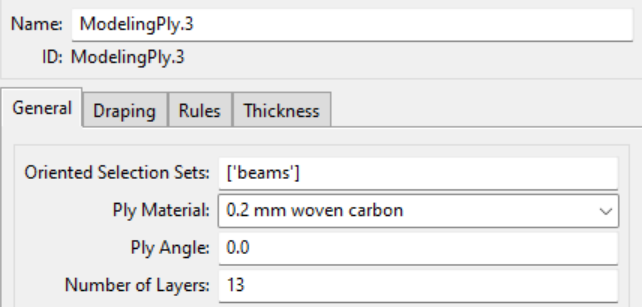 Name: ModelingPly.3
ID: ModelingPly.3
General Draping Rules Thickness
Oriented Selection Sets: ['beams']
Ply Material: 0.2 mm woven carbon
Ply Angle: 0.0
Number of Layers: 13